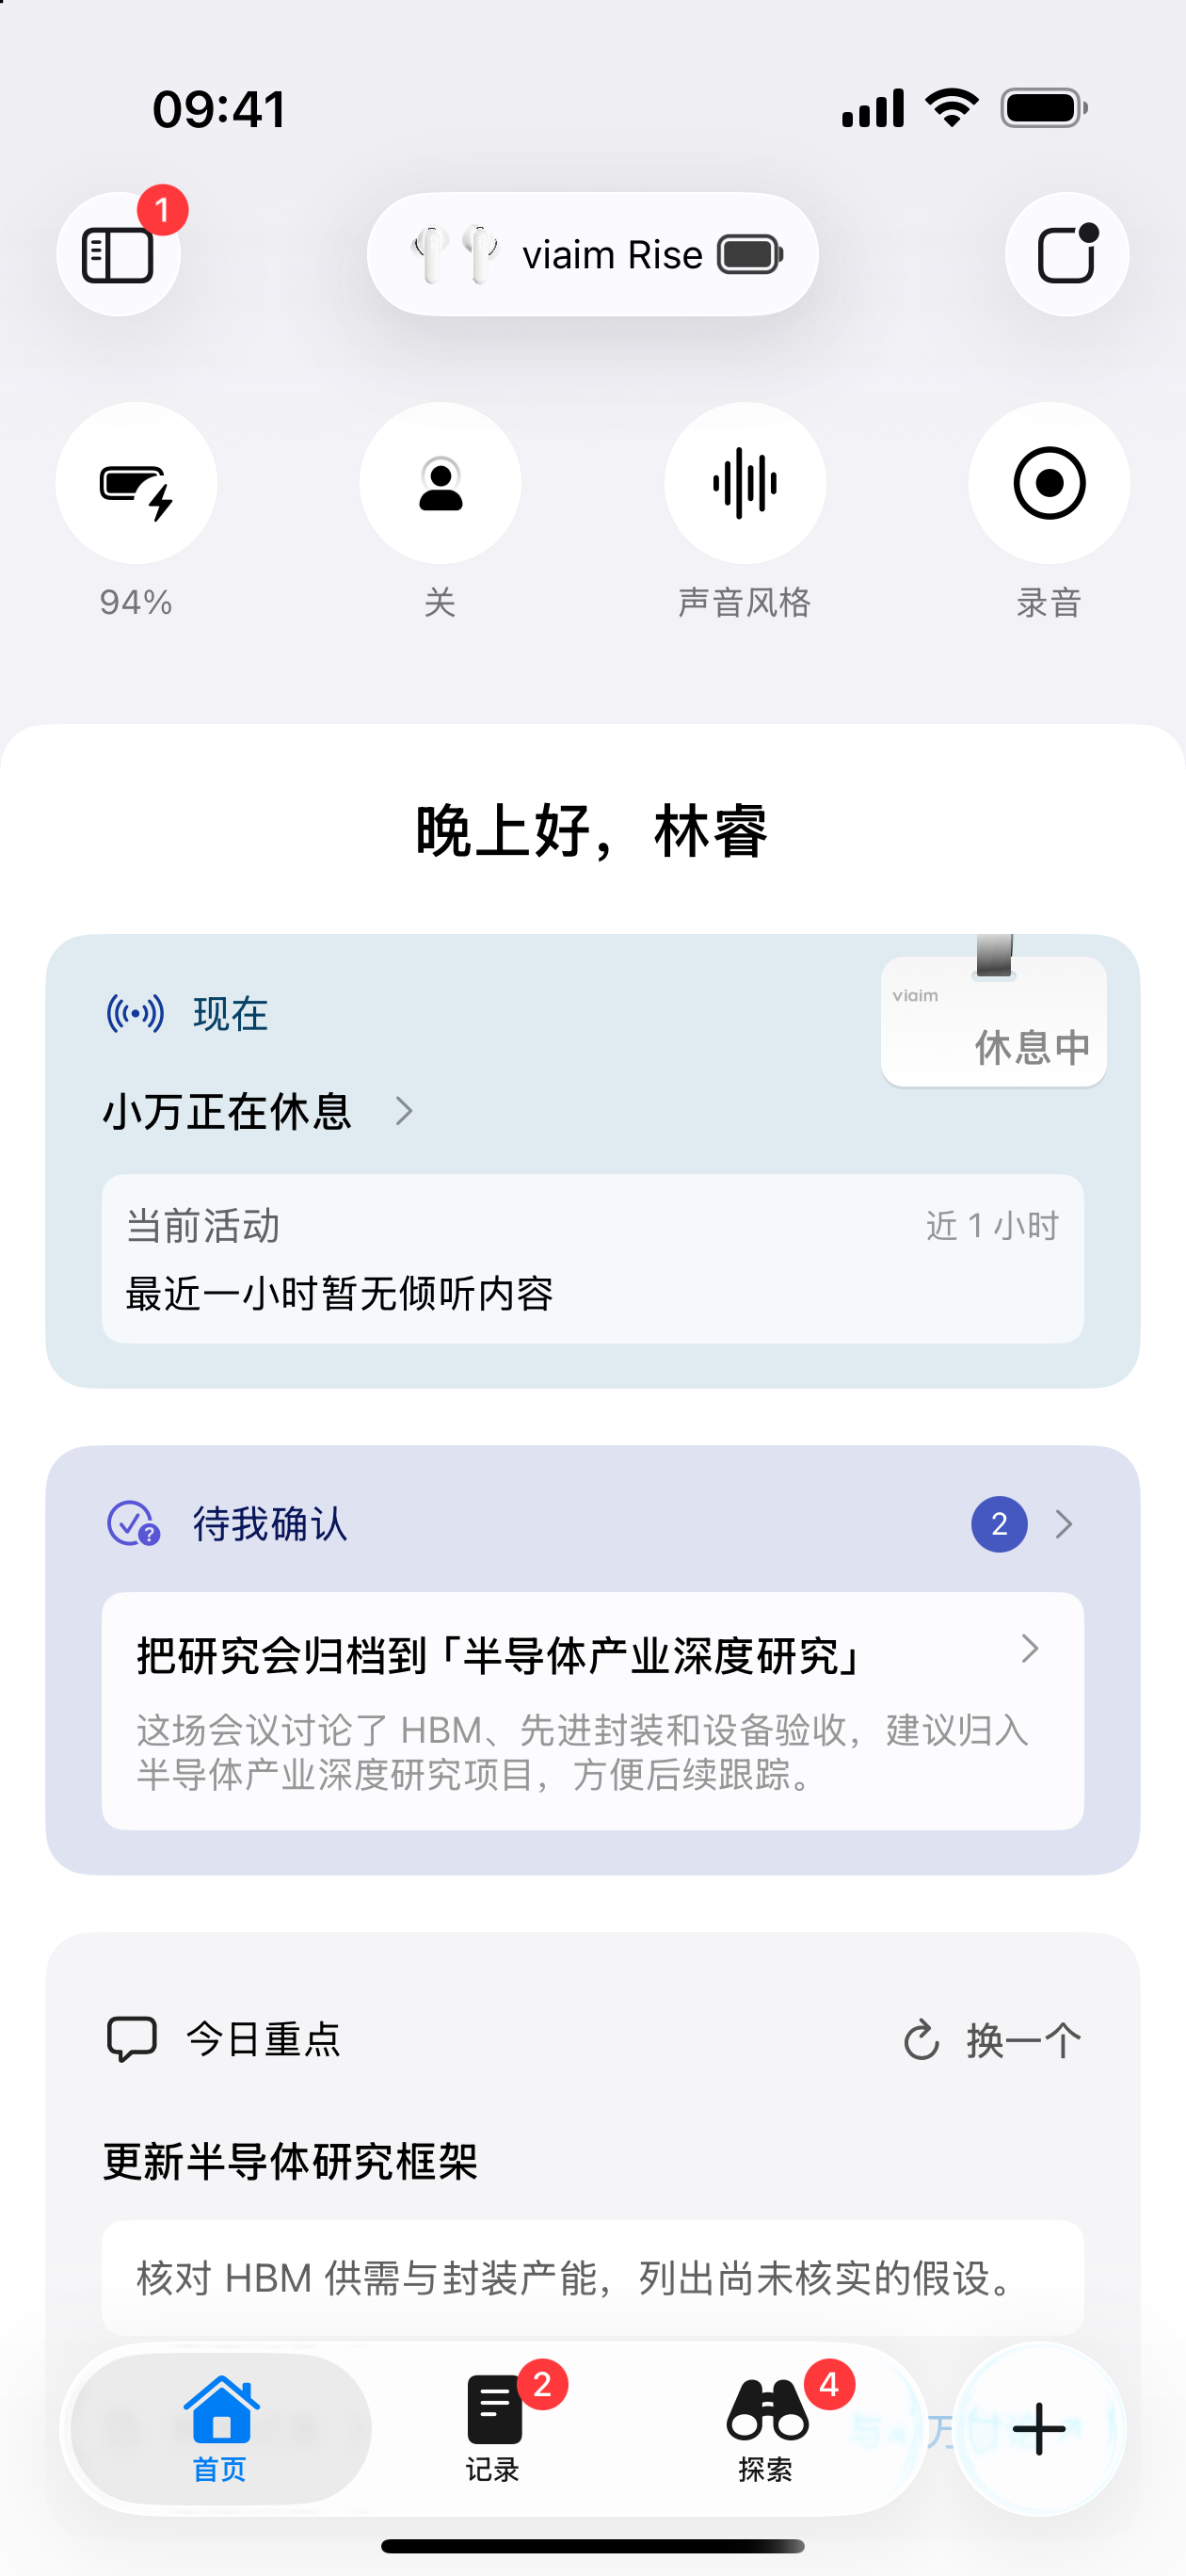 09:41
1
viaim Rise
94%
关
声音风格
录音
晚上好，林睿
现在
viaim
休息中
小万正在休息
当前活动
近 1 小时
最近一小时暂无倾听内容
待我确认
2
把研究会归档到「半导体产业深度研究」
这场会议讨论了 HBM、先进封装和设备验收，建议归入
半导体产业深度研究项目，方便后续跟踪。
今日重点
换一个
更新半导体研究框架
核对 HBM 供需与封装产能，列出尚未核实的假设。
首页
2
记录
4
探索